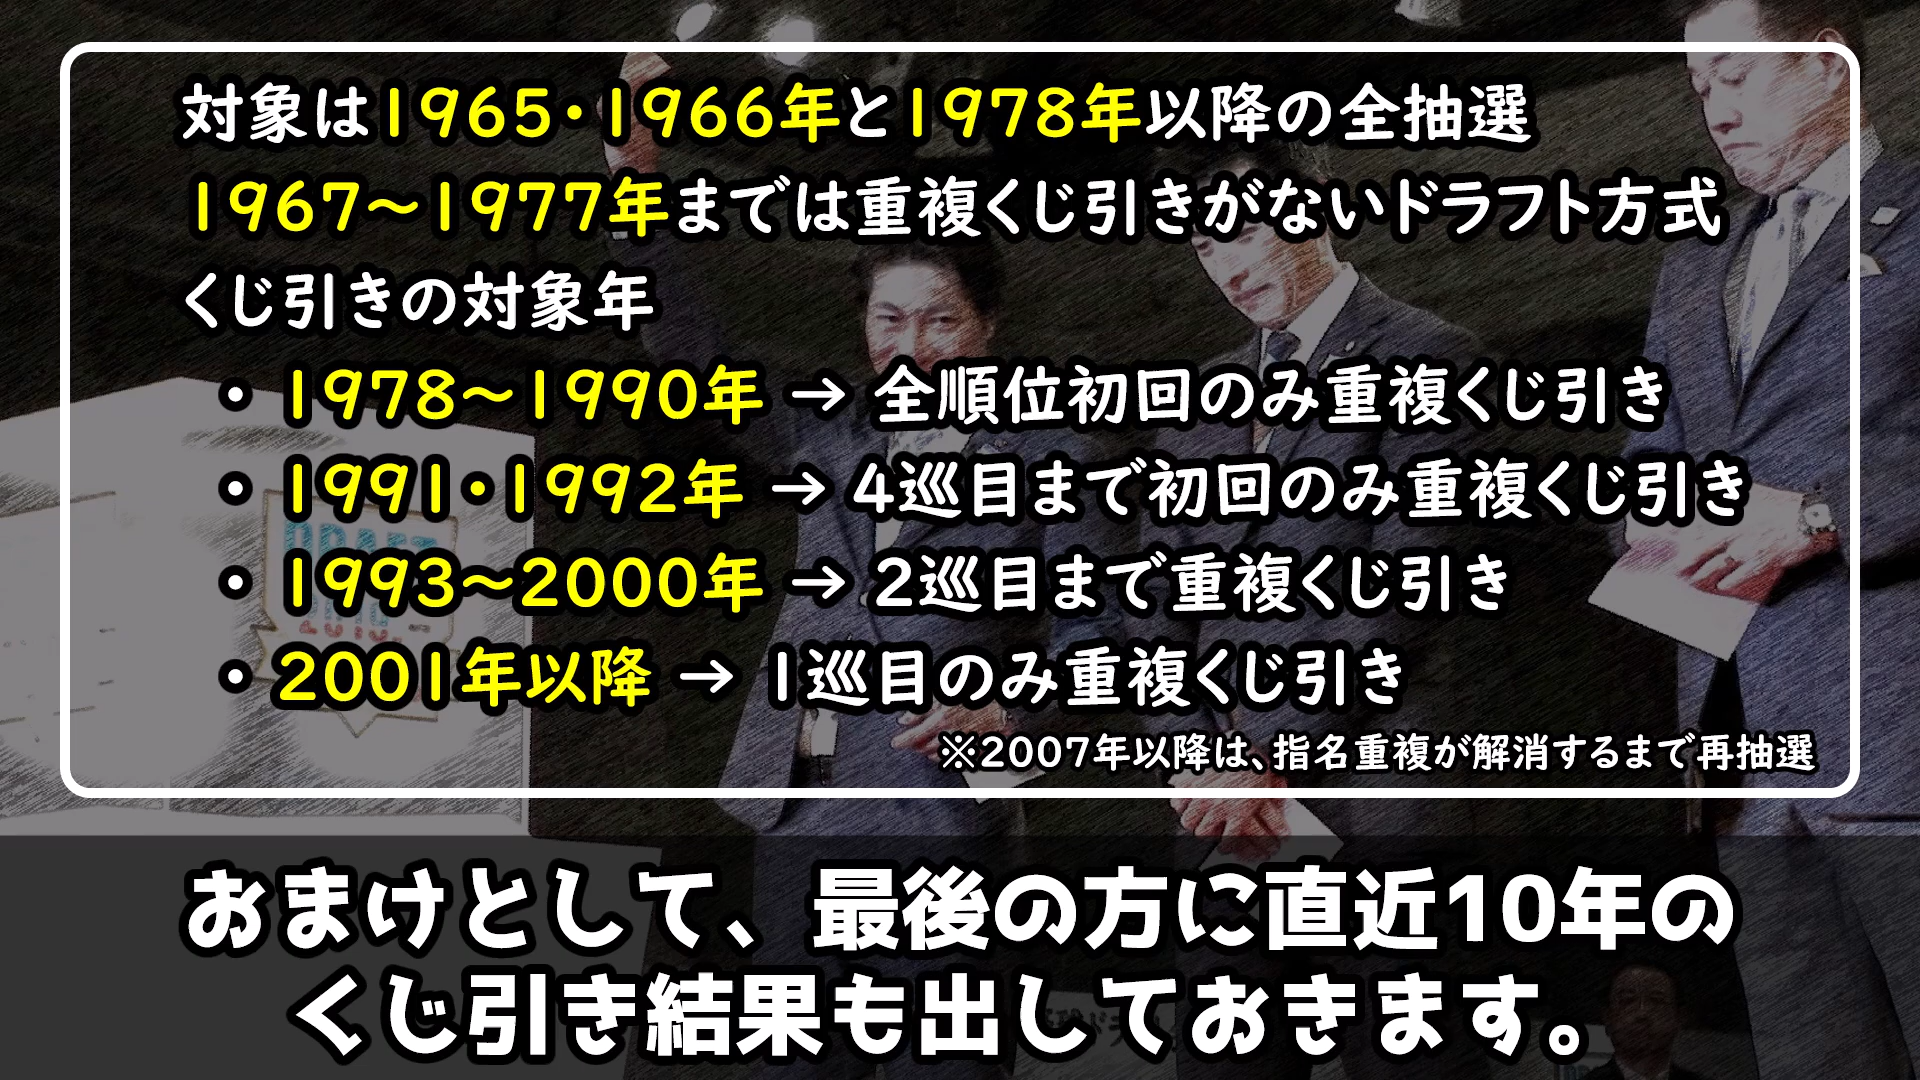 対象は1965・1966年と1978年以降の全抽選
1967～1977年までは重複くじ引きがないドラフト方式
くじ引きの対象年
• 1978～1990年 → 全順位初回のみ重複くじ引き
• 1991・1992年 → 4巡目まで初回のみ重複くじ引き
• 1993～2000年 → 2巡目まで重複くじ引き
• 2001年以降 → 1巡目のみ重複くじ引き
※2007年以降は、指名重複が解消するまで再抽選
DRAFT
おまけとして、最後の方に直近10年の
くじ引き結果も出しておきます。